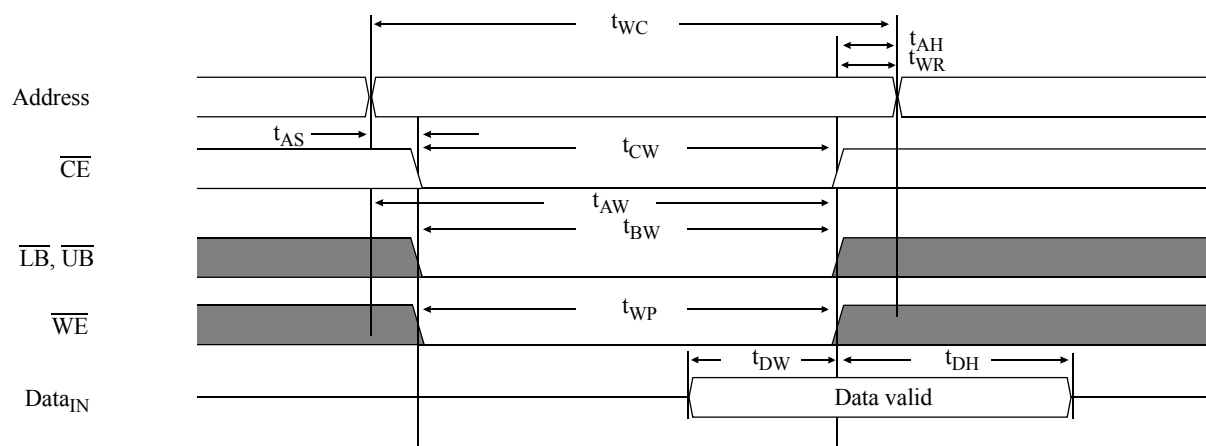 tWC
tAH
tWR
Address
tAS
tCW
CE
tAW
tBW
LB, UB
tWP
WE
tDW
tDH
DataIN
Data valid